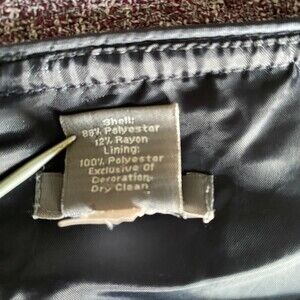 Shell:
88% Polyester
12% Rayon
Lining:
100% Polyester
Exclusive Of
Decoration
Dry Clean